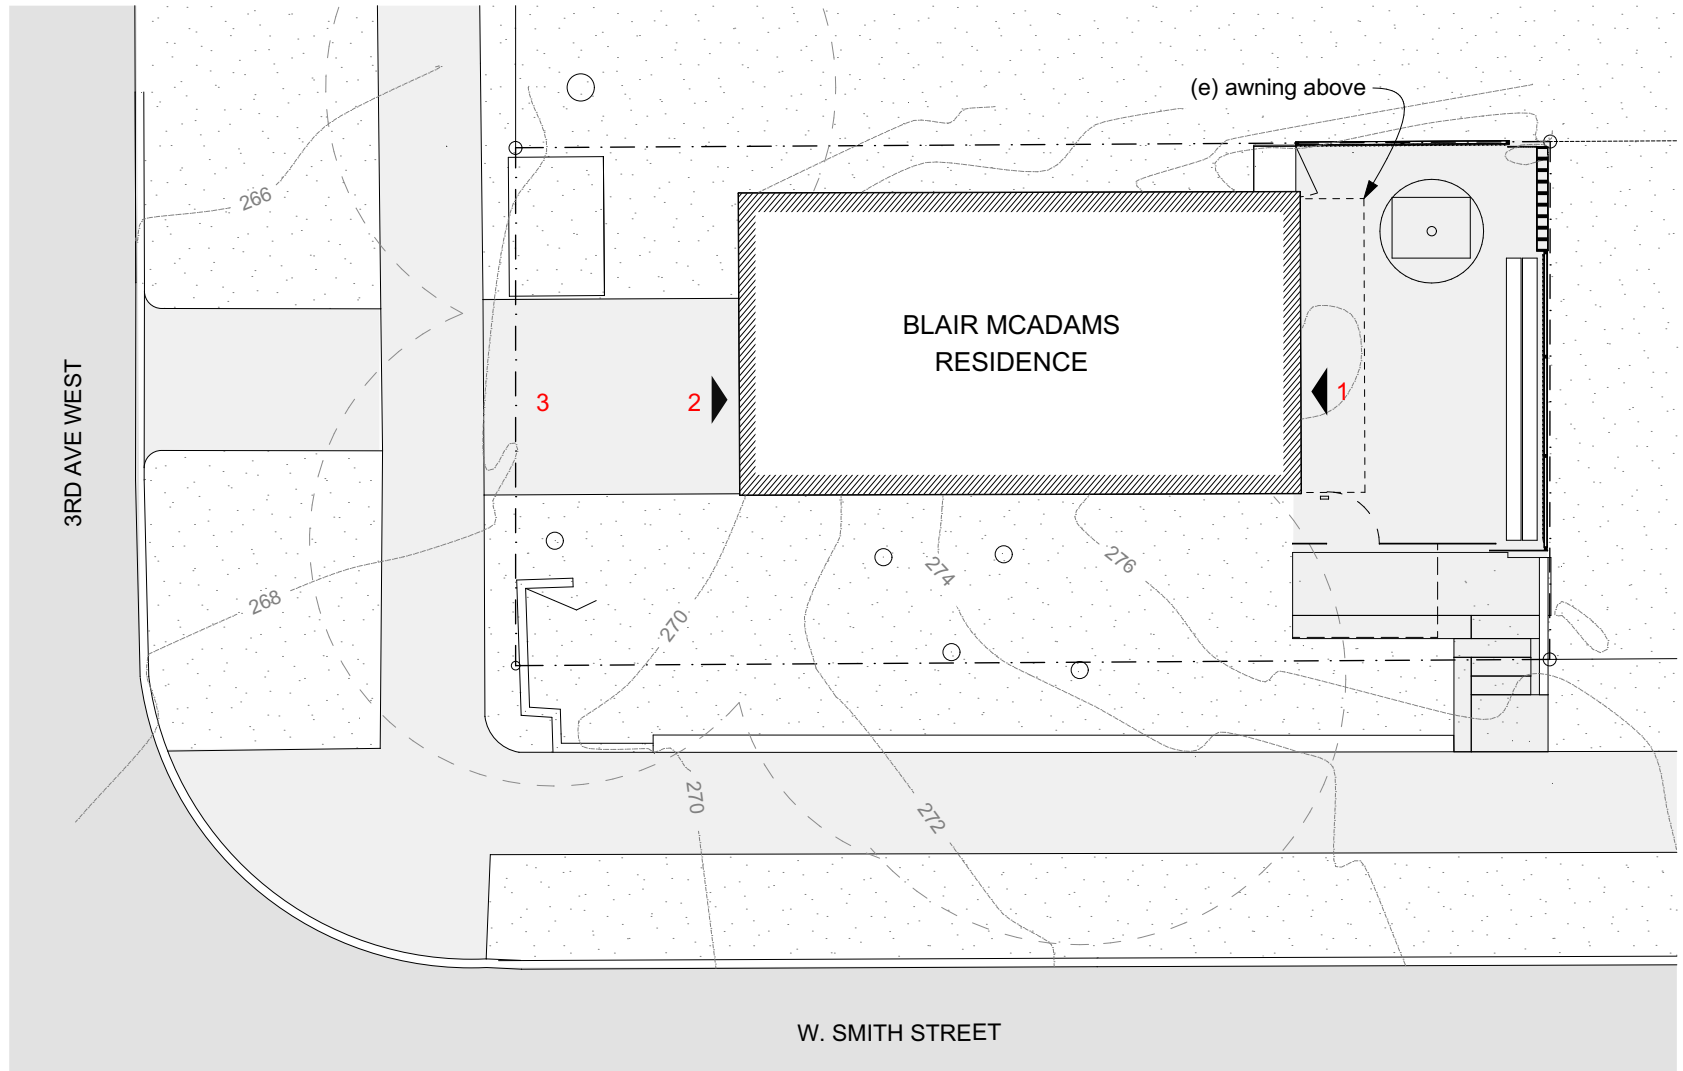 (e) awning above
266
BLAIR MCADAMS
RESIDENCE
3
2
1
3RD AVE WEST
268
270
274
276
270
272
W. SMITH STREET